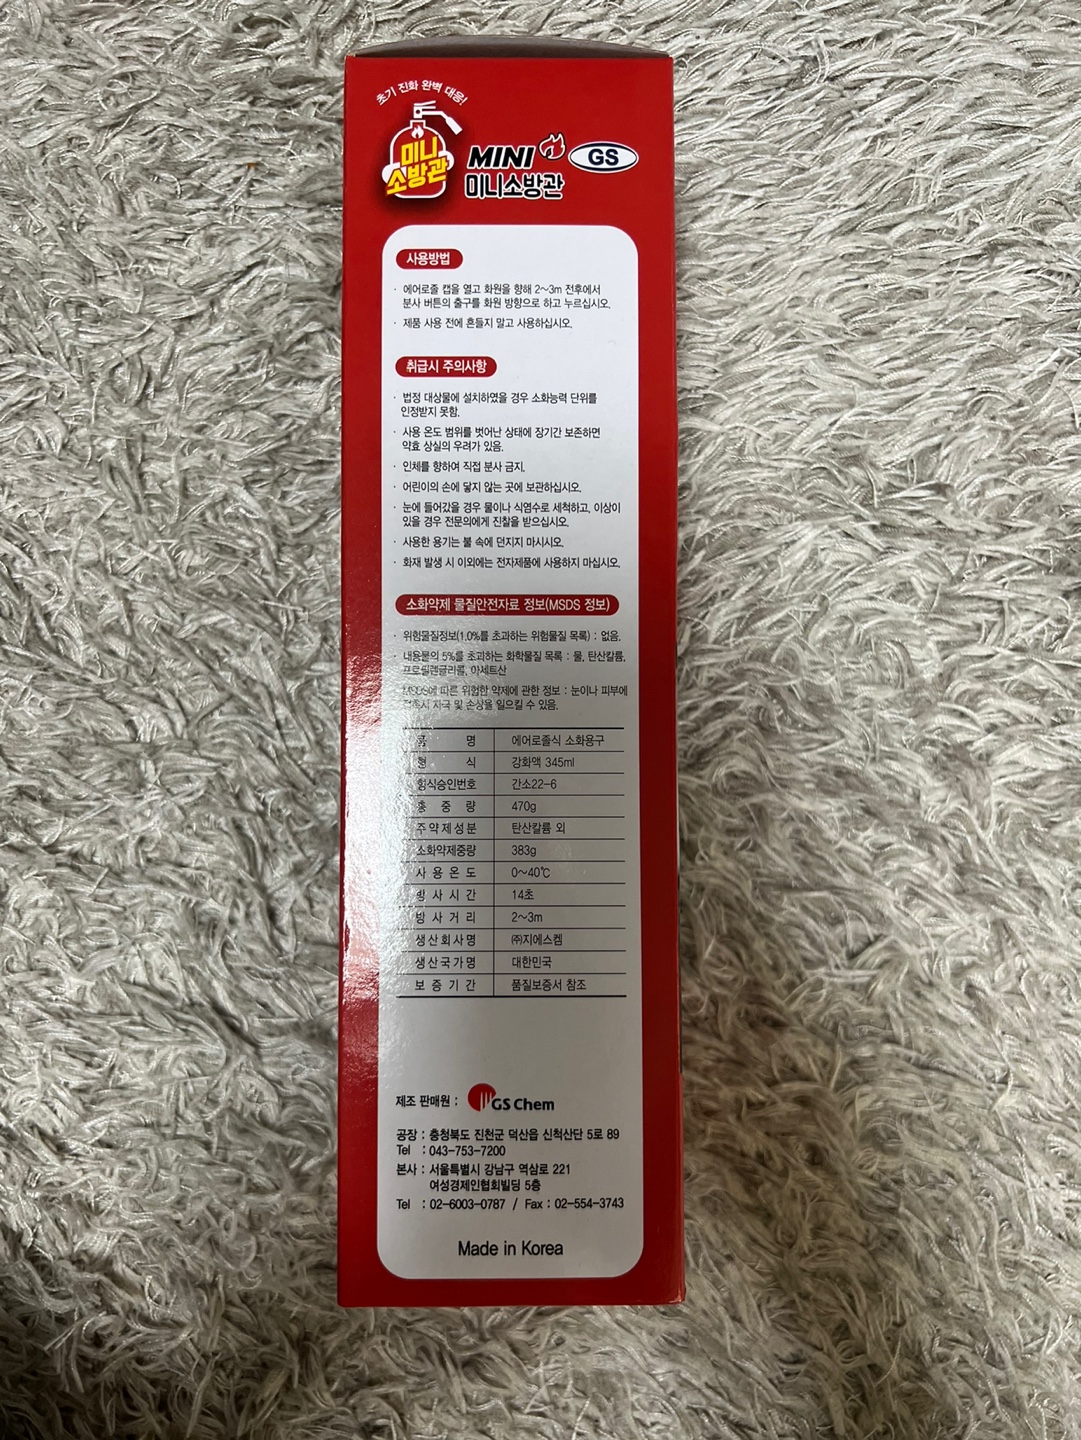 초기 진화 완벽 대응!
미니
소방관
MINI
미니소방관
GS
사용방법
· 에어로졸 캡을 열고 화원을 향해 2~3m 전후에서
분사 버튼의 출구를 화원 방향으로 하고 누르십시오.
· 제품 사용 전에 흔들지 말고 사용하십시오.
취급시 주의사항
· 법정 대상물에 설치하였을 경우 소화능력 단위를
인정받지 못함.
· 사용 온도 범위를 벗어난 상태에 장기간 보존하면
약효 상실의 우려가 있음.
· 인체를 향하여 직접 분사 금지.
· 어린이의 손에 닿지 않는 곳에 보관하십시오.
· 눈에 들어갔을 경우 물이나 식염수로 세척하고, 이상이
있을 경우 전문의에게 진찰을 받으십시오.
· 사용한 용기는 불 속에 던지지 마시시오.
· 화재 발생 시 이외에는 전자제품에 사용하지 마십시오.
소화약제 물질안전자료 정보(MSDS 정보)
· 위험물질정보(1.0%를 초과하는 위험물질 목록) : 없음.
· 내용물의 5%를 초과하는 화학물질 목록 : 물, 탄산칼륨,
프로필렌글리콜, 아세트산
· MSDS에 따른 위험한 약제에 관한 정보 : 눈이나 피부에
접촉시 자극 및 손상을 일으킬 수 있음.
품 명 에어로졸식 소화용구
형 식 강화액 345ml
형식승인번호 간소22-6
총 중 량 470g
주약제성분 탄산칼륨 외
소화약제중량 383g
사 용 온 도 0~40℃
방 사 시 간 14초
방 사 거 리 2~3m
생산회사명 ㈜지에스켐
생산국가명 대한민국
보 증 기 간 품질보증서 참조
제조 판매원 : GS Chem
공장 : 충청북도 진천군 덕산읍 신척산단 5로 89
Tel : 043-753-7200
본사 : 서울특별시 강남구 역삼로 221
여성경제인협회빌딩 5층
Tel : 02-6003-0787 / Fax : 02-554-3743
Made in Korea